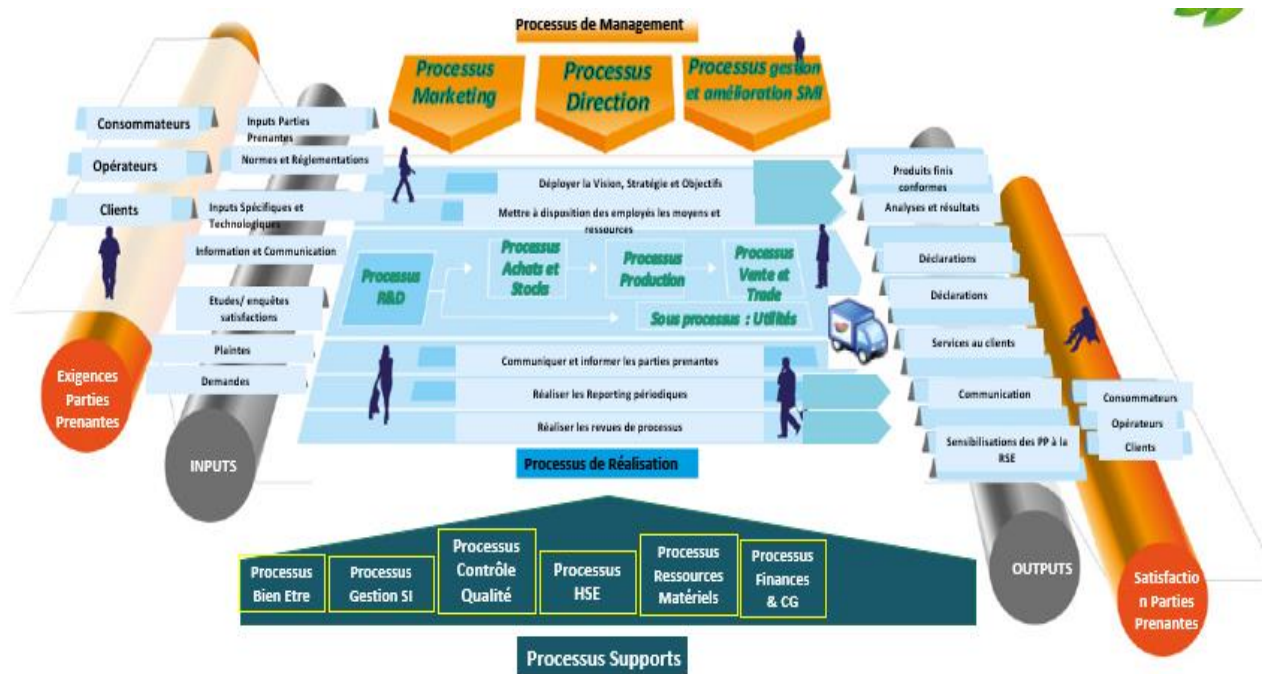 Processus de Management
Processus
Marketing
Processus
Direction
Processus gestion
et amélioration SMI
Consommateurs
Opérateurs
Clients
Inputs Parties
Prenantes
Normes et Réglementations
Inputs Spécifiques et
Technologiques
Information et Communication
Etudes/ enquêtes
satisfactions
Plaintes
Demandes
Exigences
Parties
Prenantes
INPUTS
Déployer la Vision, Stratégie et Objectifs
Mettre à disposition des employés les moyens et
ressources
Processus
R&D
Processus
Achats et
Stocks
Processus
Production
Processus
Vente et
Trade
Sous processus : Utilités
Communiquer et informer les parties prenantes
Réaliser les Reporting périodiques
Réaliser les revues de processus
Processus de Réalisation
Produits finis
conformes
Analyses et résultats
Déclarations
Déclarations
Services au clients
Communication
Sensibilisations des PP à la
RSE
Consommateurs
Opérateurs
Clients
OUTPUTS
Satisfactio
n Parties
Prenantes
Processus
Bien Etre
Processus
Gestion SI
Processus
Contrôle
Qualité
Processus
HSE
Processus
Ressources
Matériels
Processus
Finances
& CG
Processus Supports